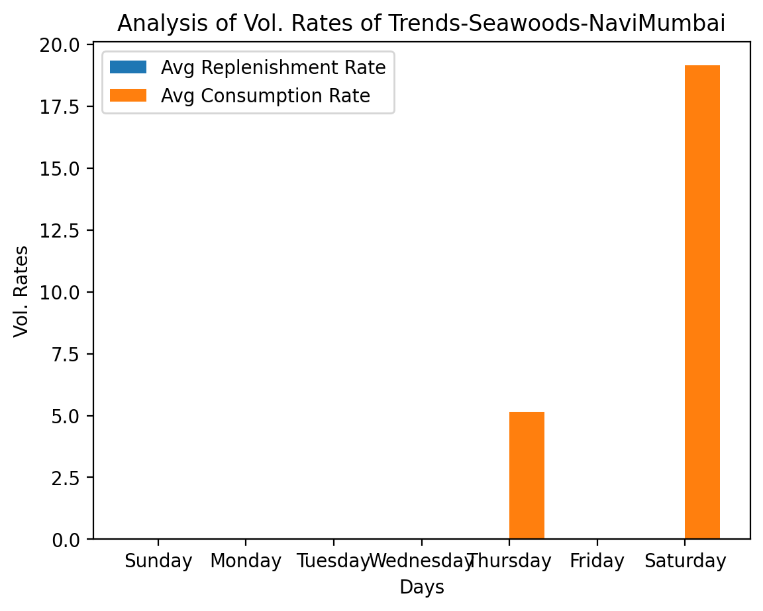 Analysis of Vol. Rates of Trends-Seawoods-NaviMumbai
Avg Replenishment Rate
Avg Consumption Rate
20.0
17.5
15.0
12.5
10.0
7.5
5.0
2.5
0.0
Vol. Rates
Sunday Monday Tuesday Wednesday Thursday Friday Saturday
Days